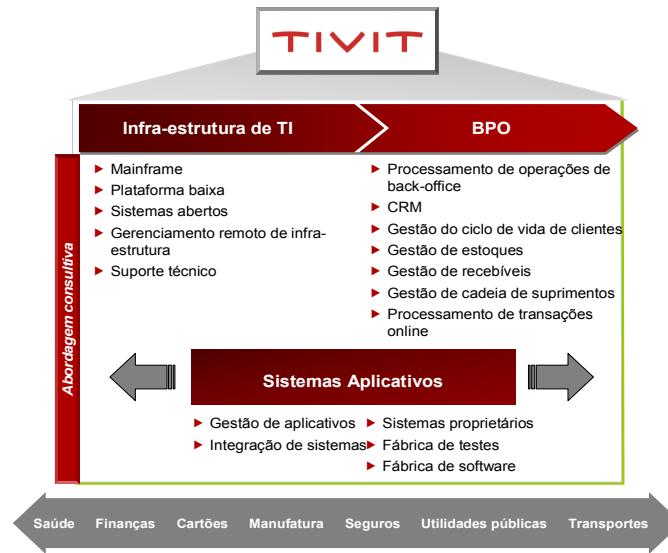 TIVIT
Infra-estrutura de TI
BPO
Abordagem consultiva
Mainframe
Plataforma baixa
Sistemas abertos
Gerenciamento remoto de infra-
estrutura
Suporte técnico
Processamento de operações de
back-office
CRM
Gestão do ciclo de vida de clientes
Gestão de estoques
Gestão de recebíveis
Gestão de cadeia de suprimentos
Processamento de transações
online
Sistemas Aplicativos
Gestão de aplicativos
Integração de sistemas
Sistemas proprietários
Fábrica de testes
Fábrica de software
Saúde Finanças Cartões Manufatura Seguros Utilidades públicas Transportes